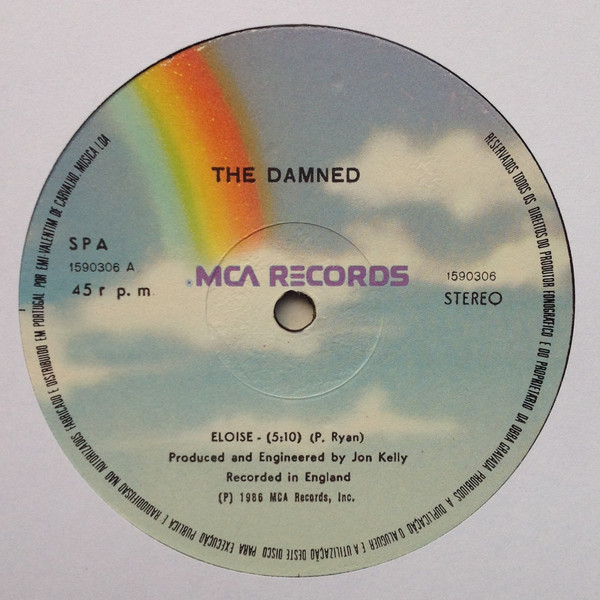 THE DAMNED
SPA
1590306 A
45 r p. m
MCA RECORDS
1590306
STEREO
ELOISE - (5:10) (P. Ryan)
Produced and Engineered by Jon Kelly
Recorded in England
(P) 1986 MCA Records, Inc.
RESERVADOS TODOS OS DIREITOS DO PRODUTOR FONOGRÁFICO E DO PROPRIETÁRIO DA OBRA GRAVADA PROIBIDOS A DUPLICAÇÃO O ALUGUER E A UTILIZAÇÃO DESTE DISCO PARA EXECUÇÃO PUBLICA E RADIODIFUSÃO NÃO AUTORIZADAS FABRICADO E DISTRIBUIDO EM PORTUGAL POR EMI-VALENTIM DE CARVALHO, MUSICA LDA